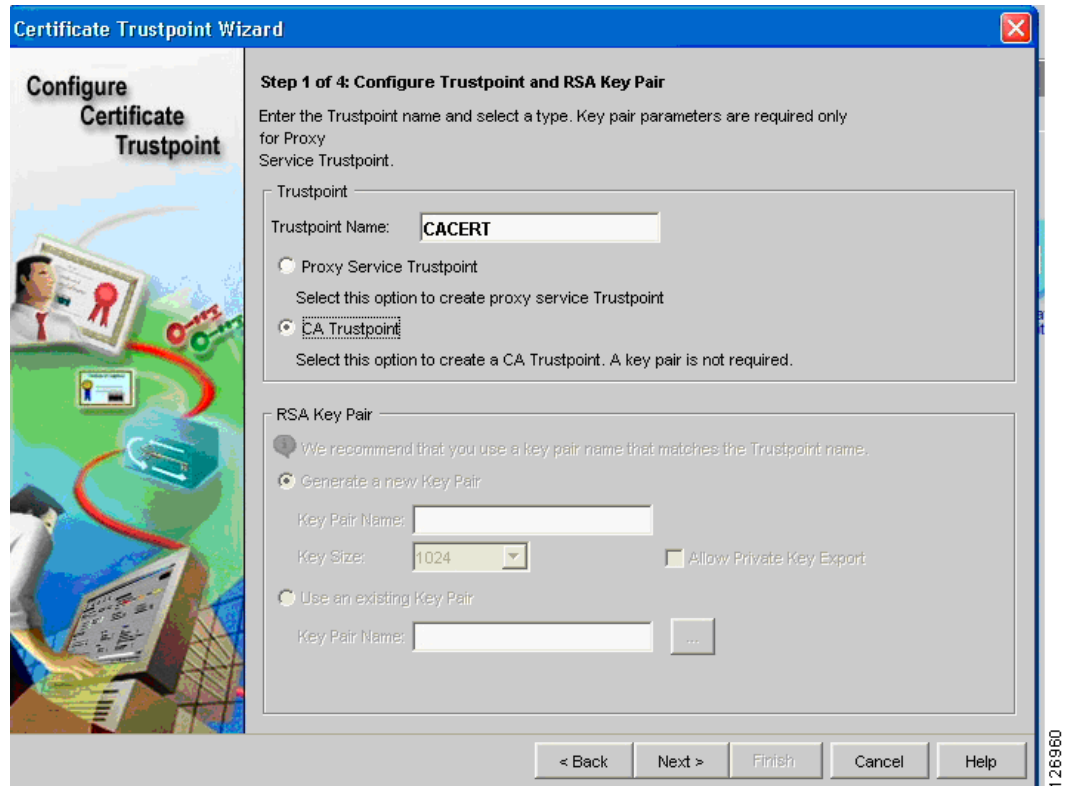 Certificate Trustpoint Wizard
Configure
Certificate
Trustpoint
Step 1 of 4: Configure Trustpoint and RSA Key Pair
Enter the Trustpoint name and select a type. Key pair parameters are required only
for Proxy
Service Trustpoint.
Trustpoint
Trustpoint Name: CACERT
Proxy Service Trustpoint
Select this option to create proxy service Trustpoint
CA Trustpoint
Select this option to create a CA Trustpoint. A key pair is not required.
RSA Key Pair
We recommend that you use a key pair name that matches the Trustpoint name.
Generate a new Key Pair
Key Pair Name:
Key Size: 1024 Allow Private Key Export
Use an existing Key Pair
Key Pair Name: ...
< Back Next > Finish Cancel Help
126960